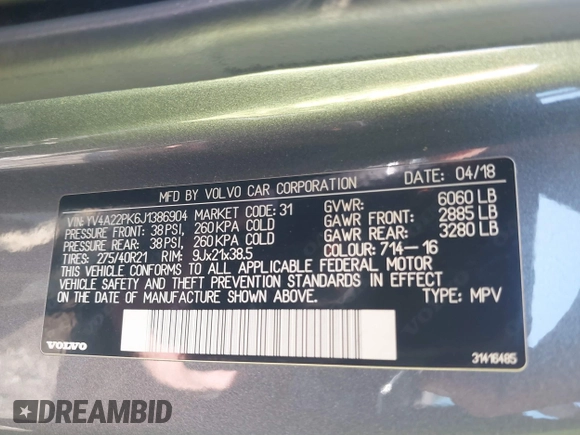 MFD BY VOLVO CAR CORPORATION DATE: 04/18
VIN: YV4A22PK6J1386904 MARKET CODE: 31 GVWR: 6060 LB
PRESSURE FRONT: 38 PSI, 260 KPA COLD GAWR FRONT: 2885 LB
PRESSURE REAR: 38 PSI, 260 KPA COLD GAWR REAR: 3280 LB
TIRES: 275/40R21 RIM: 9Jx21x38.5 COLOUR: 714-16
THIS VEHICLE CONFORMS TO ALL APPLICABLE FEDERAL MOTOR
VEHICLE SAFETY AND THEFT PREVENTION STANDARDS IN EFFECT
ON THE DATE OF MANUFACTURE SHOWN ABOVE. TYPE: MPV
VOLVO 31416485
DREAMBID